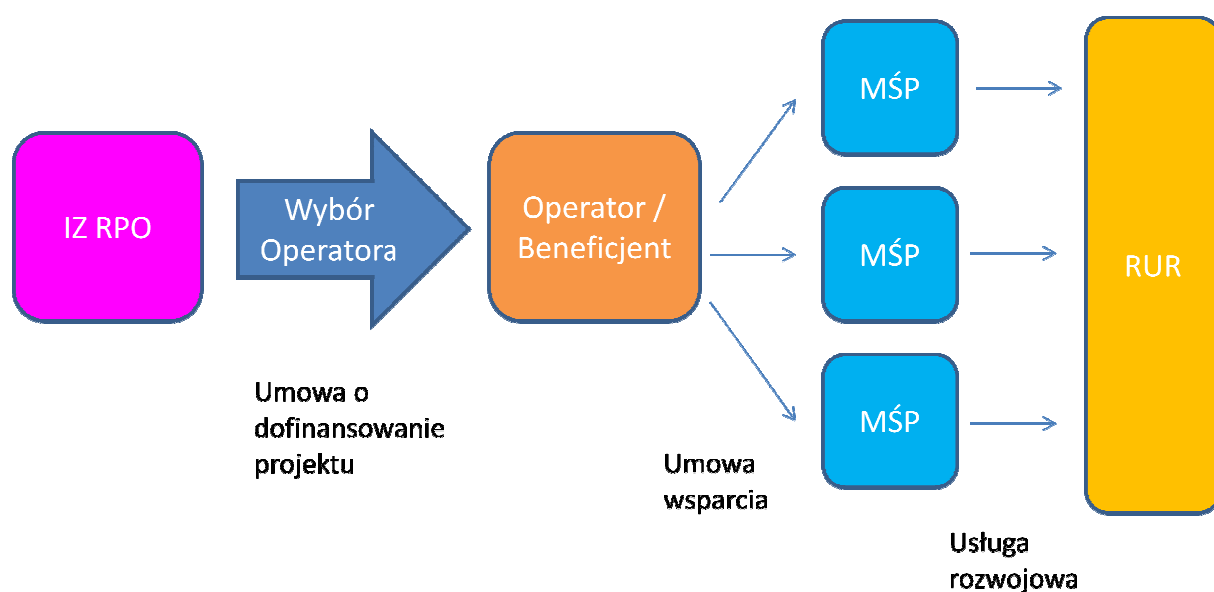 IZ RPO
Wybór
Operatora
Umowa o
dofinansowanie
projektu
Operator /
Beneficjent
Umowa
wsparcia
MŚP
MŚP
MŚP
Usługa
rozwojowa
RUR